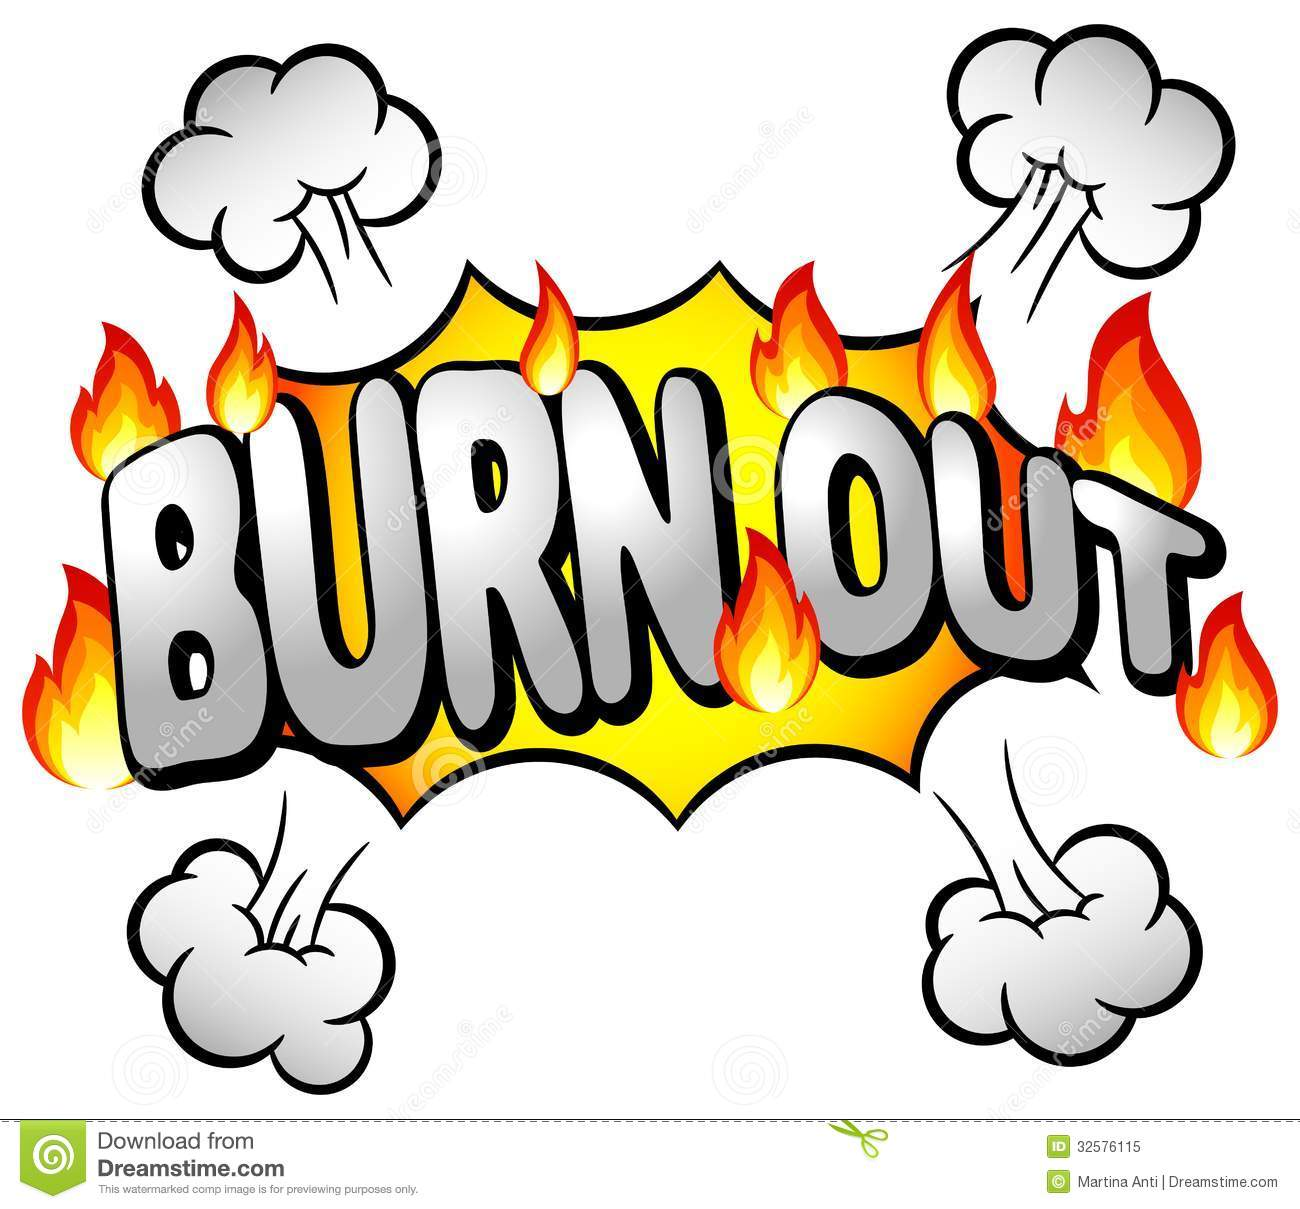 BURN OUT
Download from
Dreamstime.com
This watermarked comp image is for previewing purposes only.
ID 32576115
© Martina Anti | Dreamstime.com
dreamstime